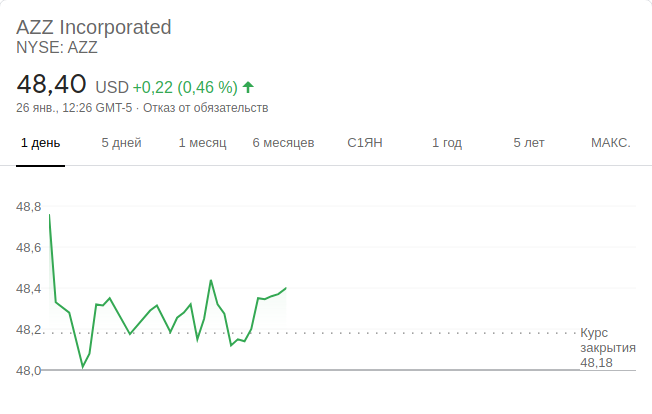 AZZ Incorporated
NYSE: AZZ
48,40 USD +0,22 (0,46 %)
26 янв., 12:26 GMT-5 · Отказ от обязательств
1 день 5 дней 1 месяц 6 месяцев С1ЯН 1 год 5 лет МАКС.
48,8
48,6
48,4
48,2
Курс
закрытия
48,18
48,0